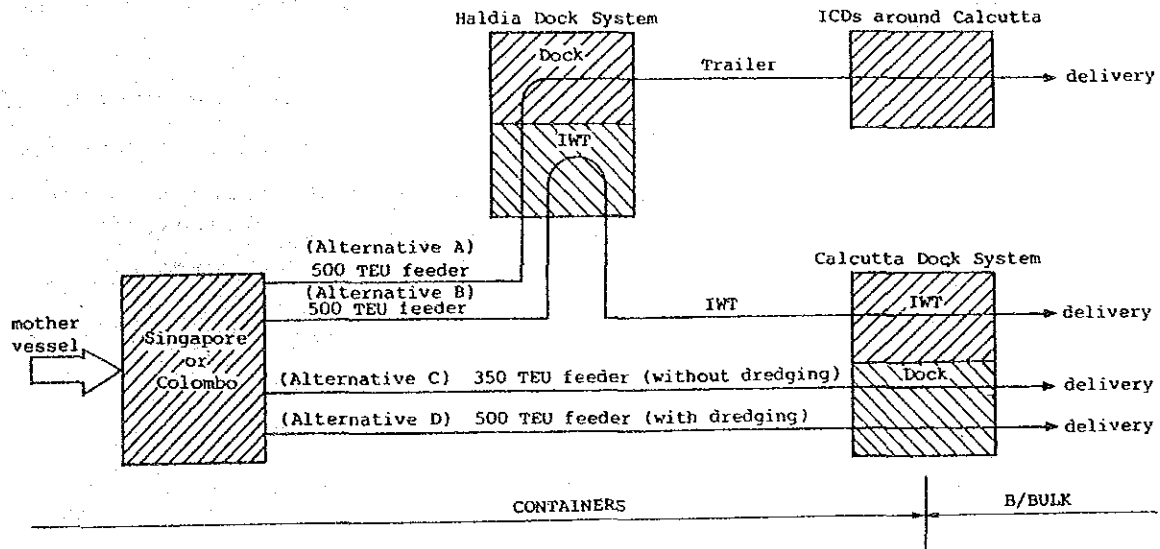 Haldia Dock System
ICDs around Calcutta
Dock
Trailer
delivery
IWT
(Alternative A)
500 TEU feeder
(Alternative B)
500 TEU feeder
Calcutta Dock System
mother
vessel
Singapore
or
Colombo
IWT
IWT
delivery
(Alternative C) 350 TEU feeder (without dredging)
Dock
delivery
(Alternative D) 500 TEU feeder (with dredging)
delivery
CONTAINERS
B/BULK